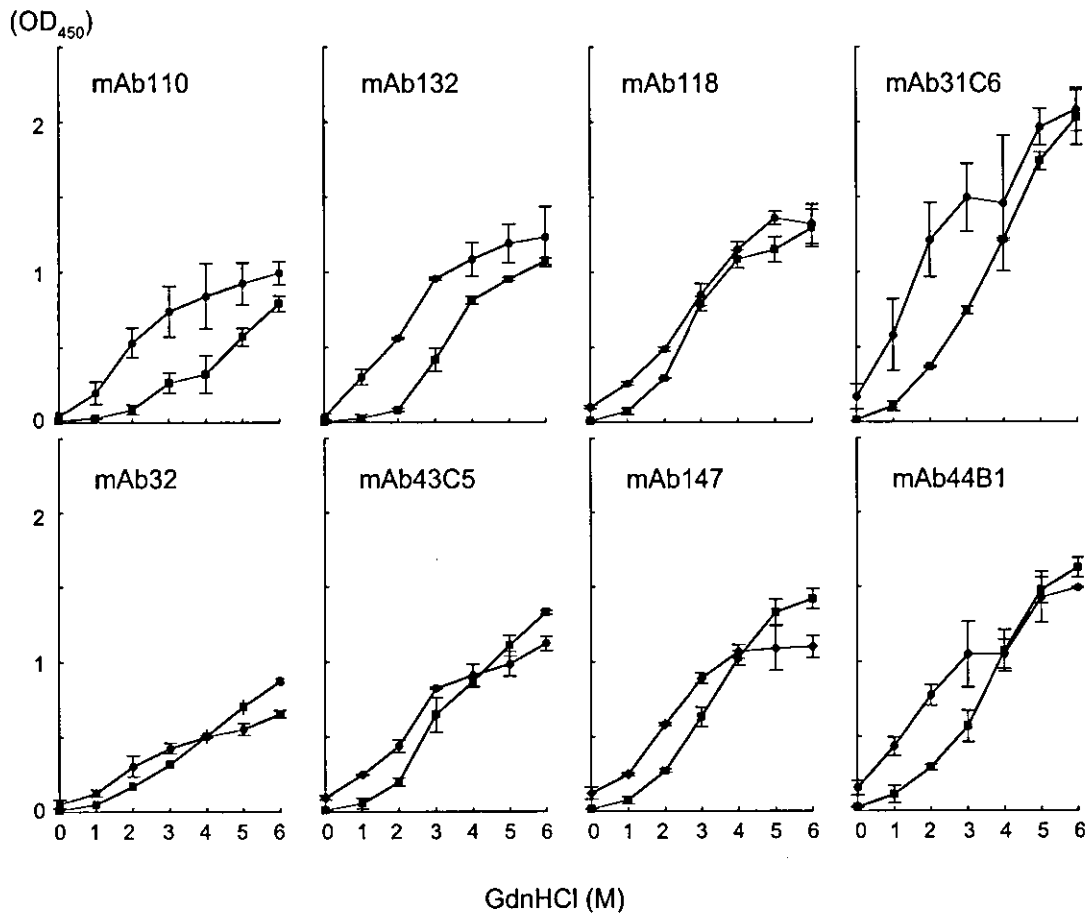 (OD450)
mAb110
mAb132
mAb118
mAb31C6
2
1
0
mAb32
mAb43C5
mAb147
mAb44B1
2
1
0
0 1 2 3 4 5 6
0 1 2 3 4 5 6
0 1 2 3 4 5 6
0 1 2 3 4 5 6
GdnHCl (M)